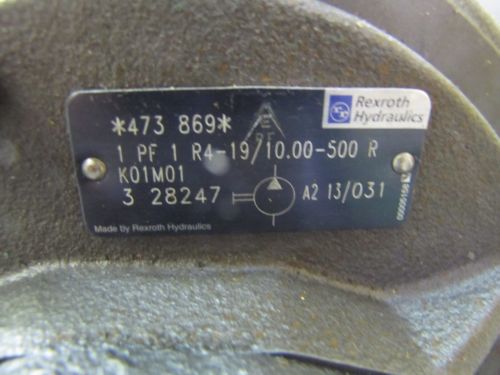 Rexroth
Hydraulics
*473 869*
1 PF 1 R4-19/10.00-500 R
K01M01
3 28247
A2 13/031
Made by Rexroth Hydraulics